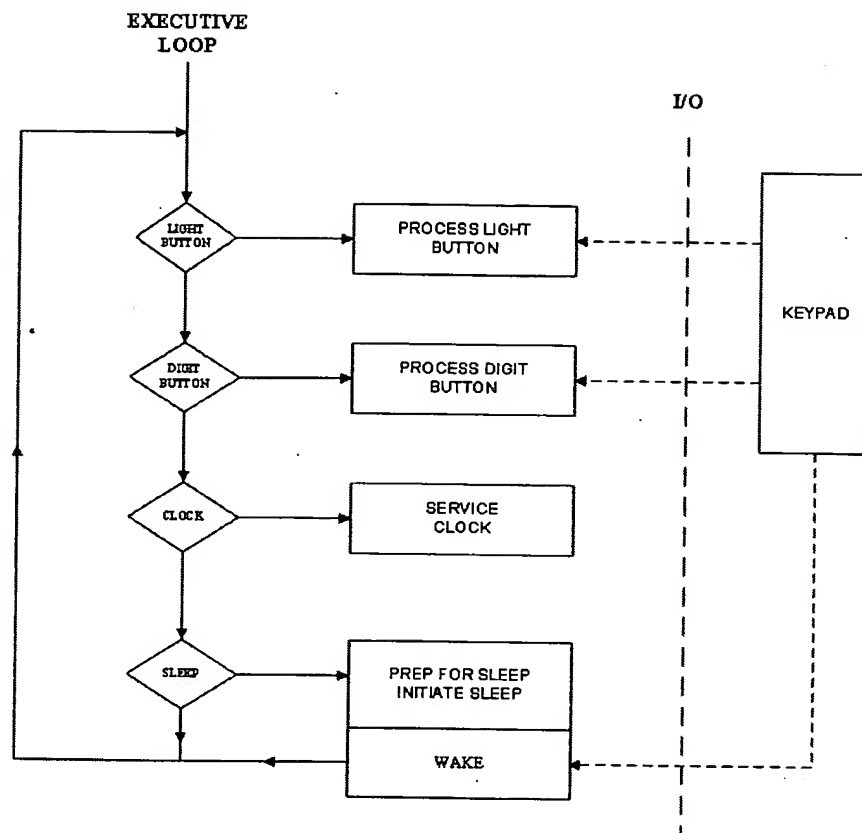 EXECUTIVE
LOOP
I/O
LIGHT
BUTTON
PROCESS LIGHT
BUTTON
KEYPAD
DIGIT
BUTTON
PROCESS DIGIT
BUTTON
CLOCK
SERVICE
CLOCK
SLEEP
PREP FOR SLEEP
INITIATE SLEEP
WAKE